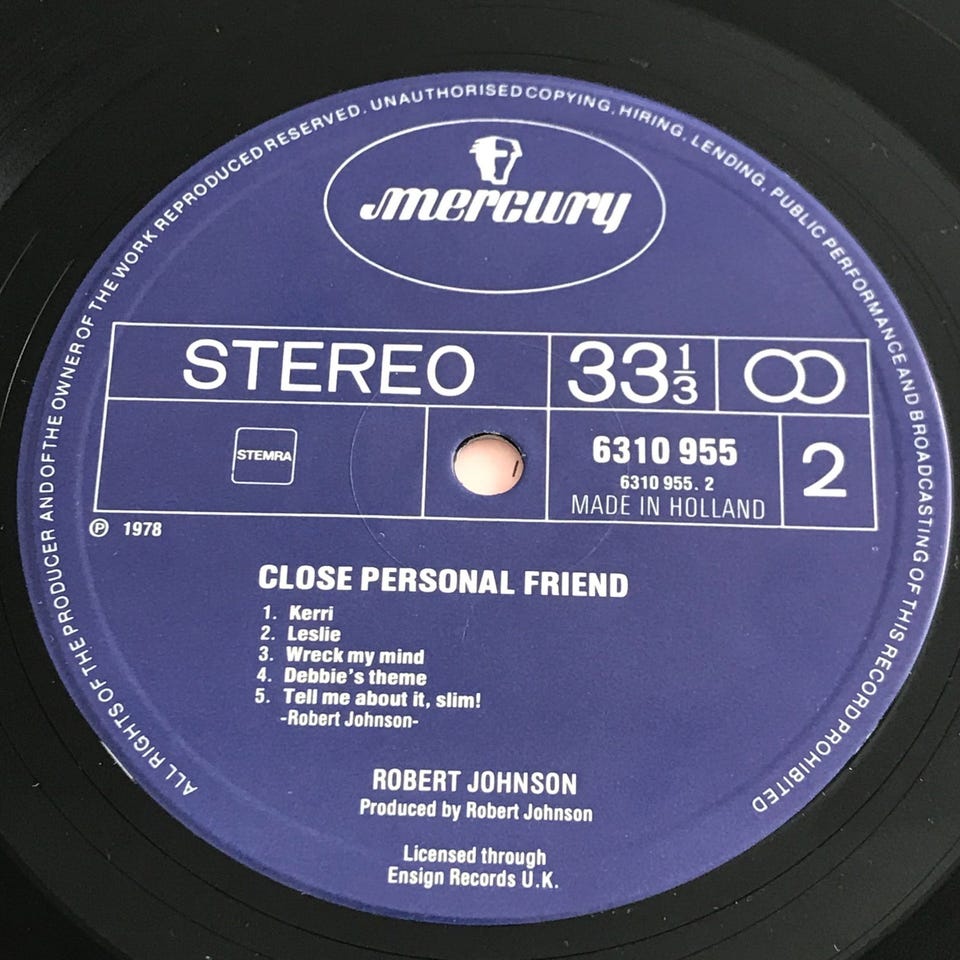 ALL RIGHTS OF THE PRODUCER AND OF THE OWNER OF THE WORK REPRODUCED RESERVED. UNAUTHORISED COPYING, HIRING, LENDING, PUBLIC PERFORMANCE AND BROADCASTING OF THIS RECORD PROHIBITED
mercury
STEREO
33 1/3
STEMRA
6310 955
6310 955. 2
MADE IN HOLLAND
2
℗ 1978
CLOSE PERSONAL FRIEND
1. Kerri
2. Leslie
3. Wreck my mind
4. Debbie's theme
5. Tell me about it, slim!
-Robert Johnson-
ROBERT JOHNSON
Produced by Robert Johnson
Licensed through
Ensign Records U.K.